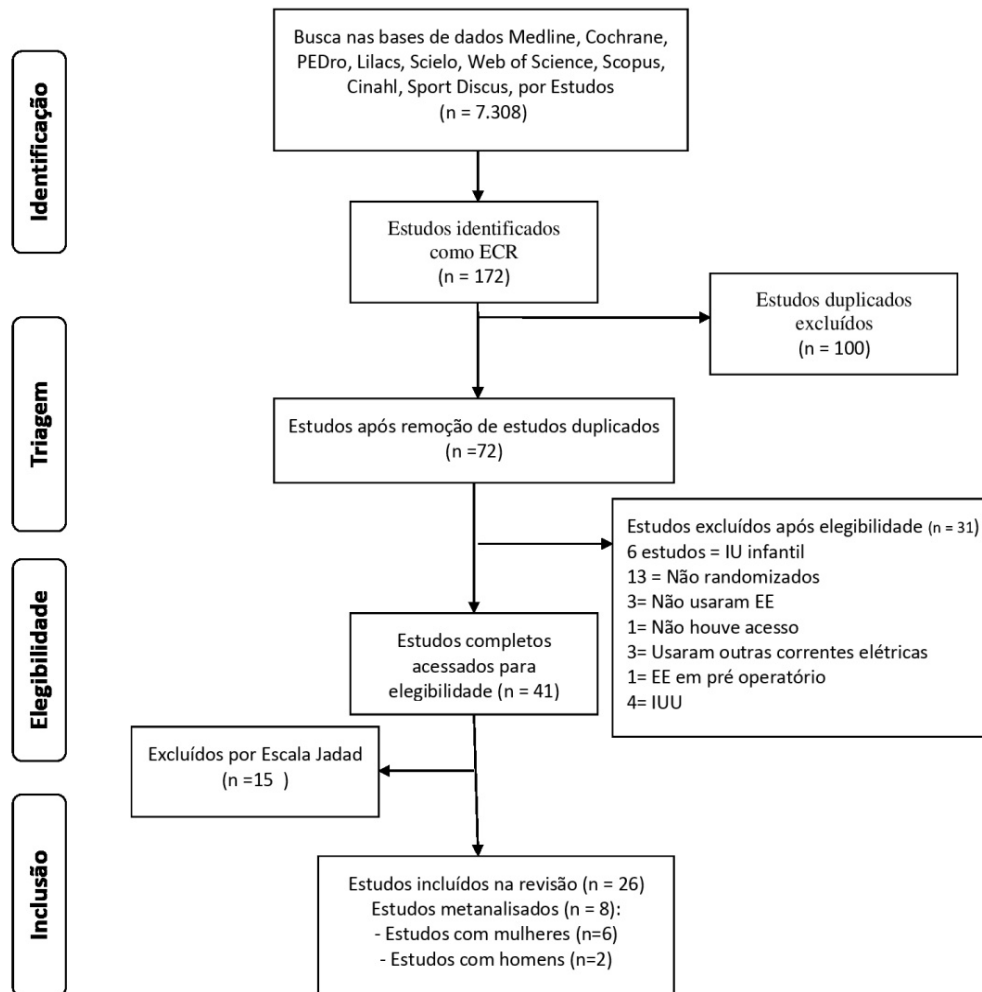 Identificação
Busca nas bases de dados Medline, Cochrane,
PEDro, Lilacs, Scielo, Web of Science, Scopus,
Cinahl, Sport Discus, por Estudos
(n = 7.308)
Estudos identificados
como ECR
(n = 172)
Triagem
Estudos duplicados
excluídos
(n = 100)
Estudos após remoção de estudos duplicados
(n =72)
Elegibilidade
Estudos excluídos após elegibilidade (n = 31)
6 estudos = IU infantil
13 = Não randomizados
3= Não usaram EE
1= Não houve acesso
3= Usaram outras correntes elétricas
1= EE em pré operatório
4= IUU
Estudos completos
acessados para
elegibilidade (n = 41)
Excluídos por Escala Jadad
(n =15 )
Inclusão
Estudos incluídos na revisão (n = 26)
Estudos metanalisados (n = 8):
- Estudos com mulheres (n=6)
- Estudos com homens (n=2)